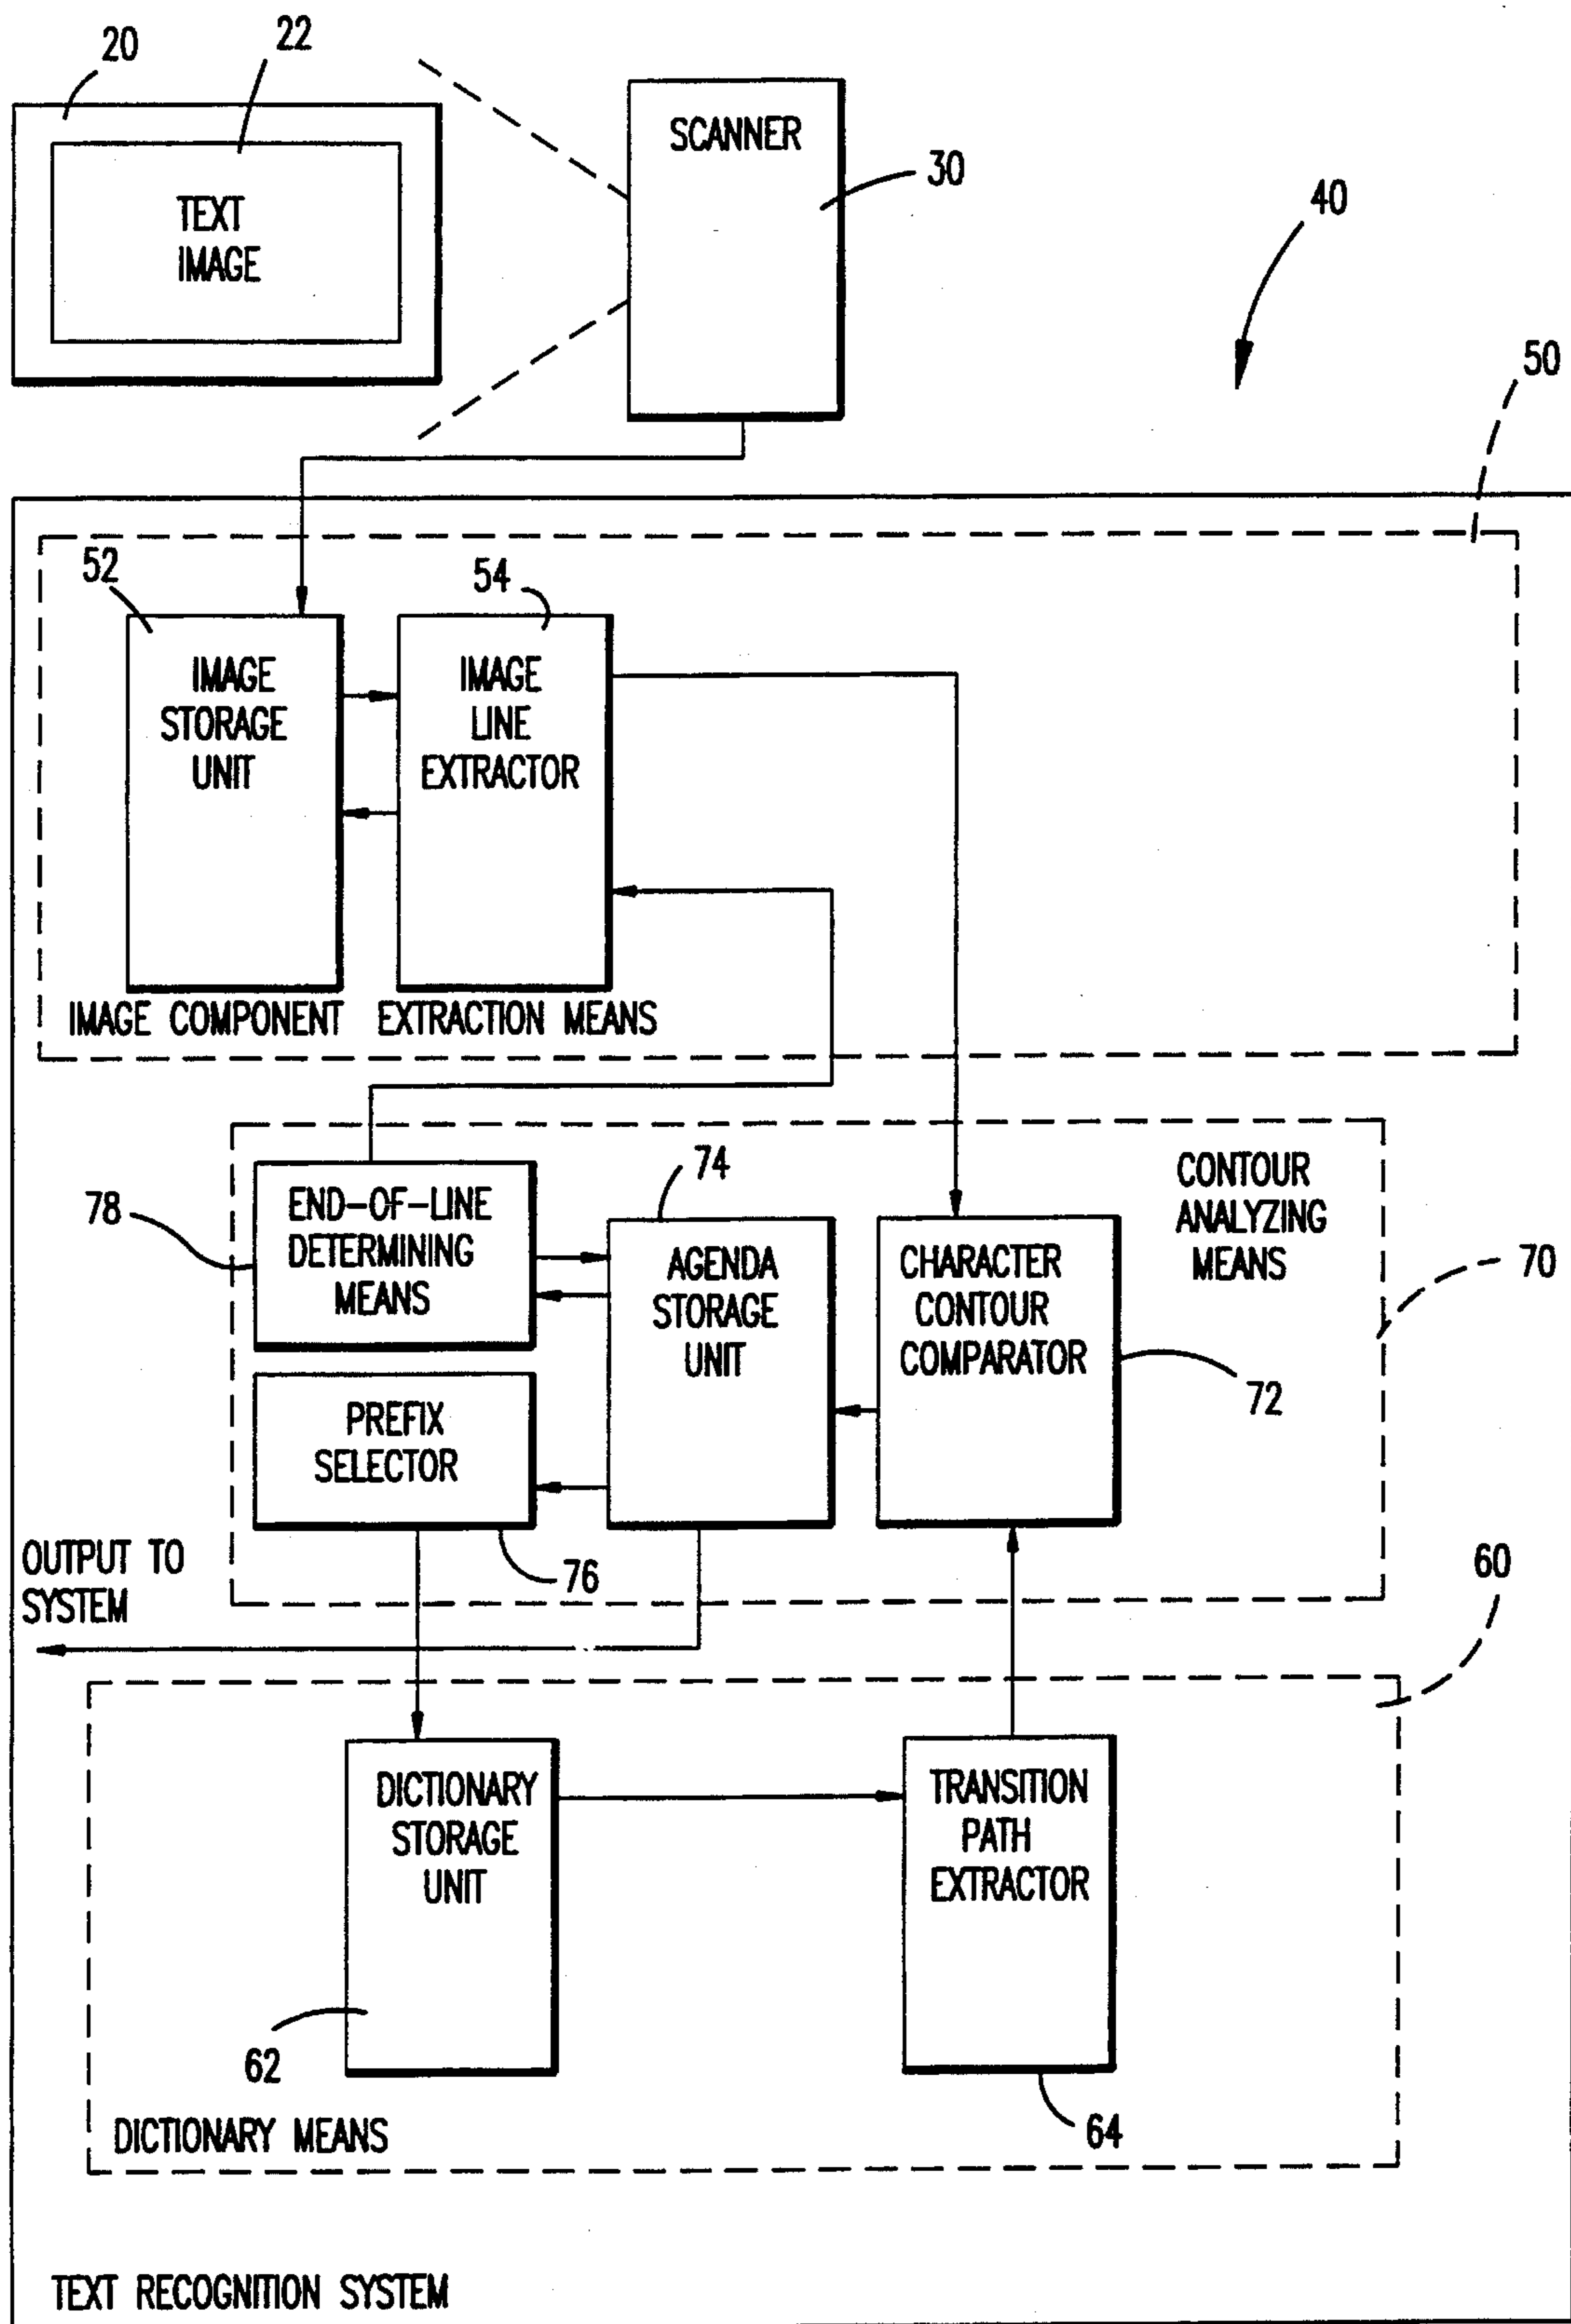 20
22
TEXT
IMAGE
SCANNER
30
40
50
52
54
IMAGE
STORAGE
UNIT
IMAGE
LINE
EXTRACTOR
IMAGE COMPONENT EXTRACTION MEANS
78
END-OF-LINE
DETERMINING
MEANS
74
AGENDA
STORAGE
UNIT
CHARACTER
CONTOUR
COMPARATOR
72
CONTOUR
ANALYZING
MEANS
70
PREFIX
SELECTOR
76
OUTPUT TO
SYSTEM
60
DICTIONARY
STORAGE
UNIT
62
TRANSITION
PATH
EXTRACTOR
64
DICTIONARY MEANS
TEXT RECOGNITION SYSTEM